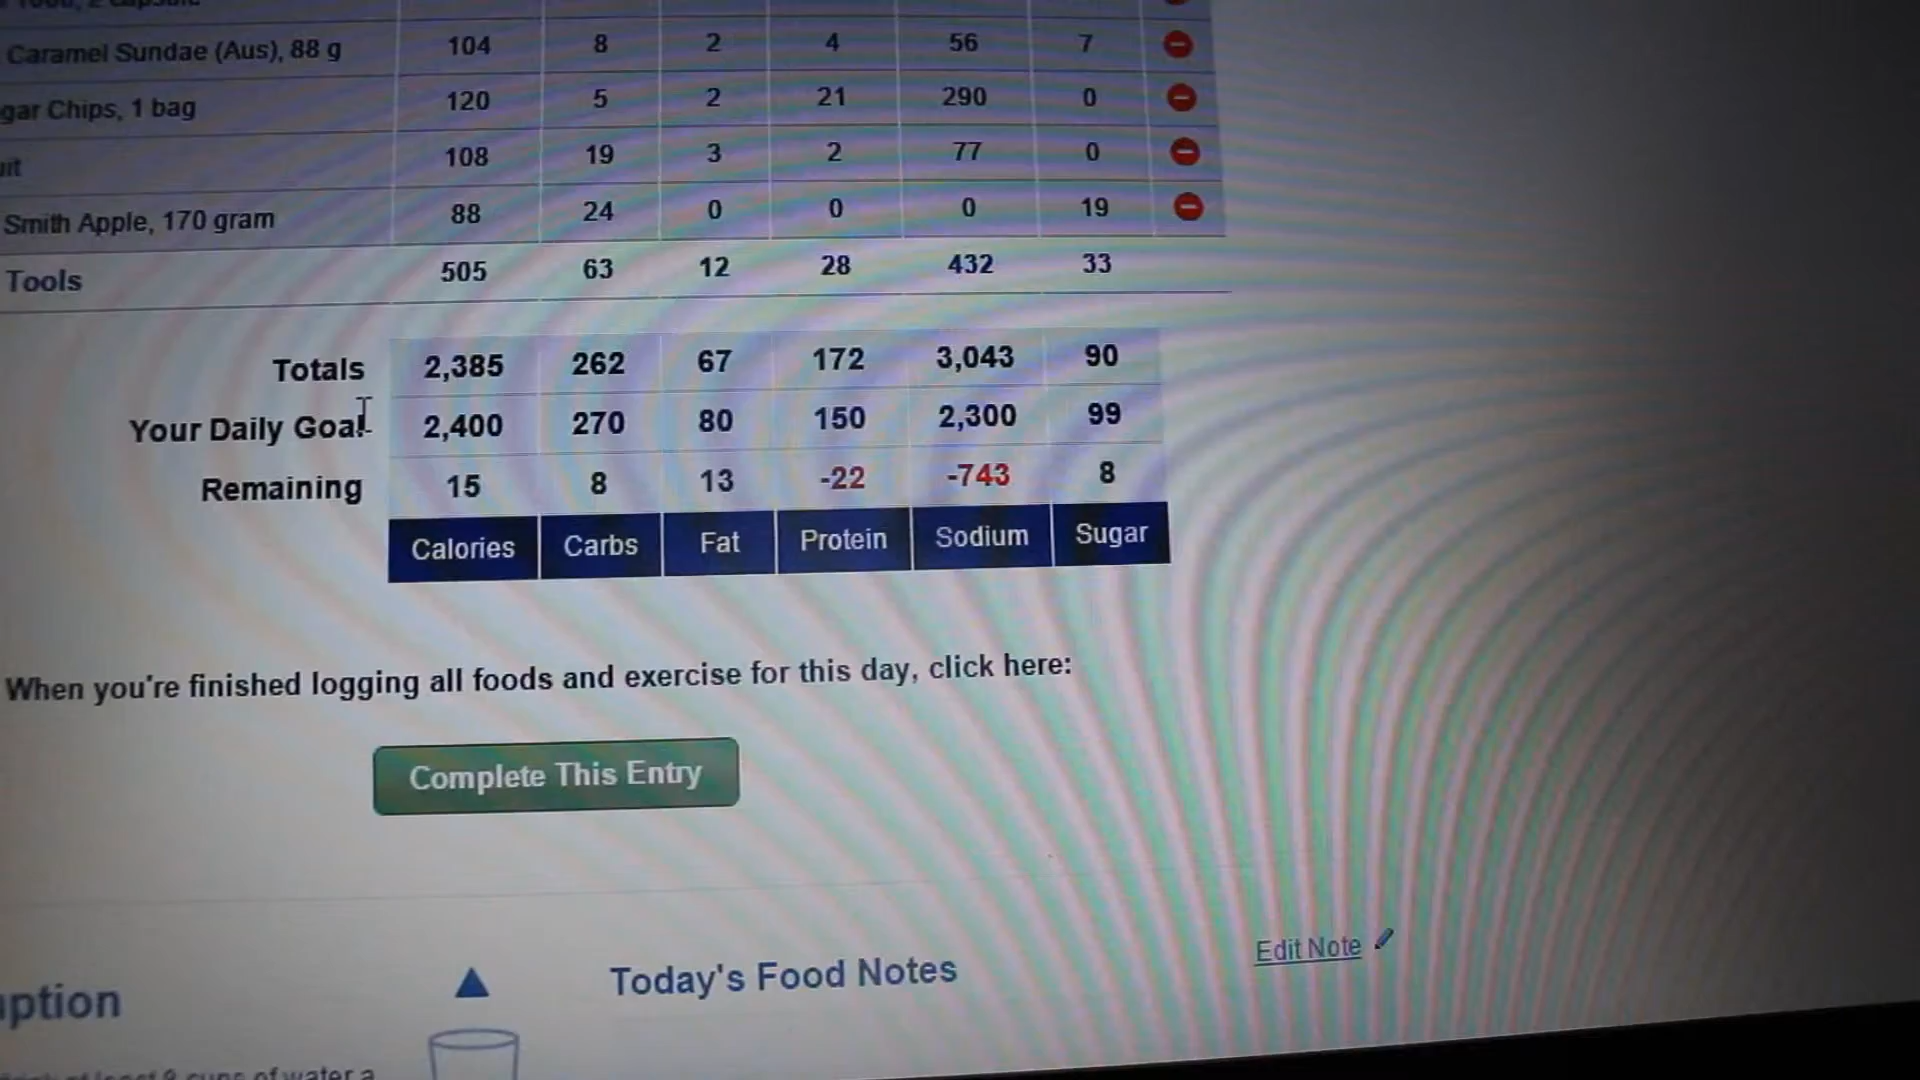 Caramel Sundae (Aus), 88 g 104 8 2 4 56 7
gar Chips, 1 bag 120 5 2 21 290 0
108 19 3 2 77 0
Smith Apple, 170 gram 88 24 0 0 0 19
Tools 505 63 12 28 432 33
Totals 2,385 262 67 172 3,043 90
Your Daily Goal 2,400 270 80 150 2,300 99
Remaining 15 8 13 -22 -743 8
Calories Carbs Fat Protein Sodium Sugar
When you're finished logging all foods and exercise for this day, click here:
Complete This Entry
Edit Note
ption Today's Food Notes
cups of water a